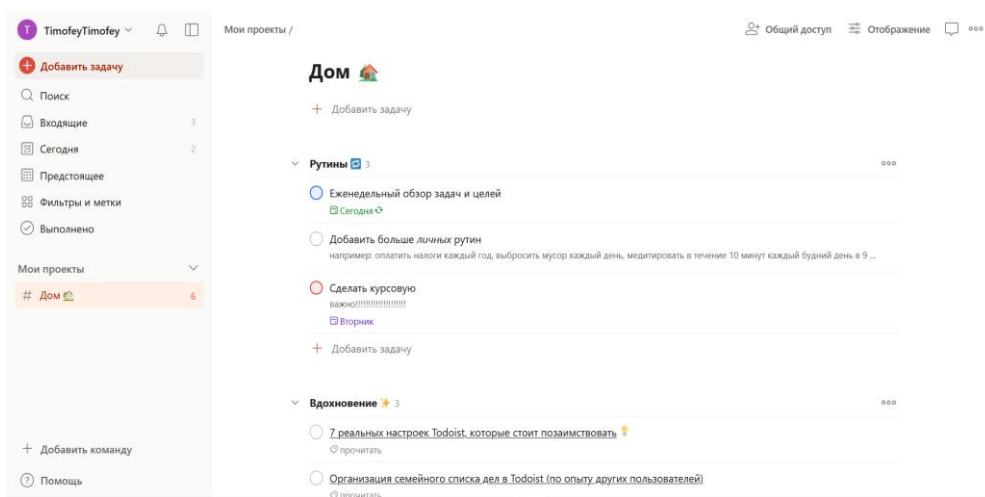 T TimofeyTimofey
Добавить задачу
Поиск
Входящие 3
Сегодня 2
Предстоящее
Фильтры и метки
Выполнено
Мои проекты
# Дом 6
Добавить команду
Помощь
Мои проекты /
Общий доступ Отображение
Дом
Добавить задачу
Рутины 3
Еженедельный обзор задач и целей
Сегодня
Добавить больше личных рутин
например: оплатить налоги каждый год, выбросить мусор каждый день, медитировать в течение 10 минут каждый будний день в 9 ...
Сделать курсовую
важно!!!!!!!!!!!!!!!!!!!!!
Вторник
Добавить задачу
Вдохновение 3
7 реальных настроек Todoist, которые стоит позаимствовать
прочитать
Организация семейного списка дел в Todoist (по опыту других пользователей)
прочитать